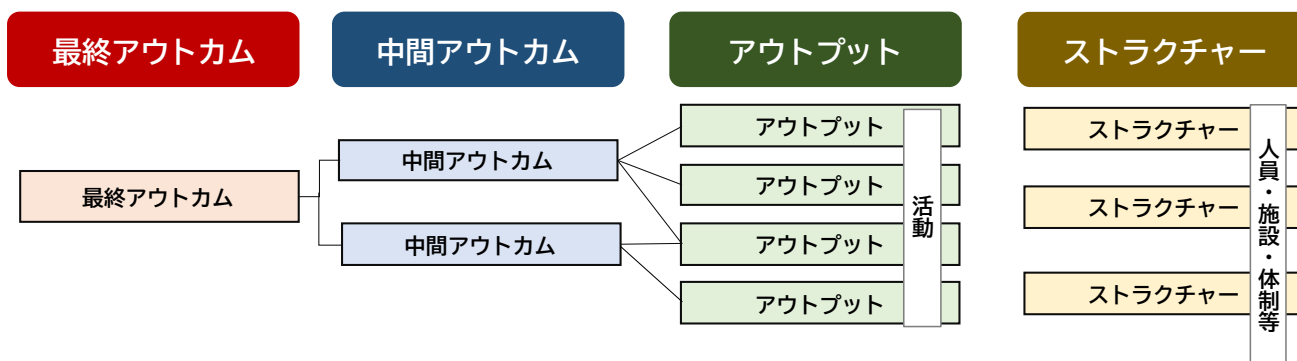 最終アウトカム
中間アウトカム
アウトプット
ストラクチャー
最終アウトカム
中間アウトカム
中間アウトカム
アウトプット
アウトプット
アウトプット
アウトプット
活動
ストラクチャー
ストラクチャー
ストラクチャー
人員・施設・体制等